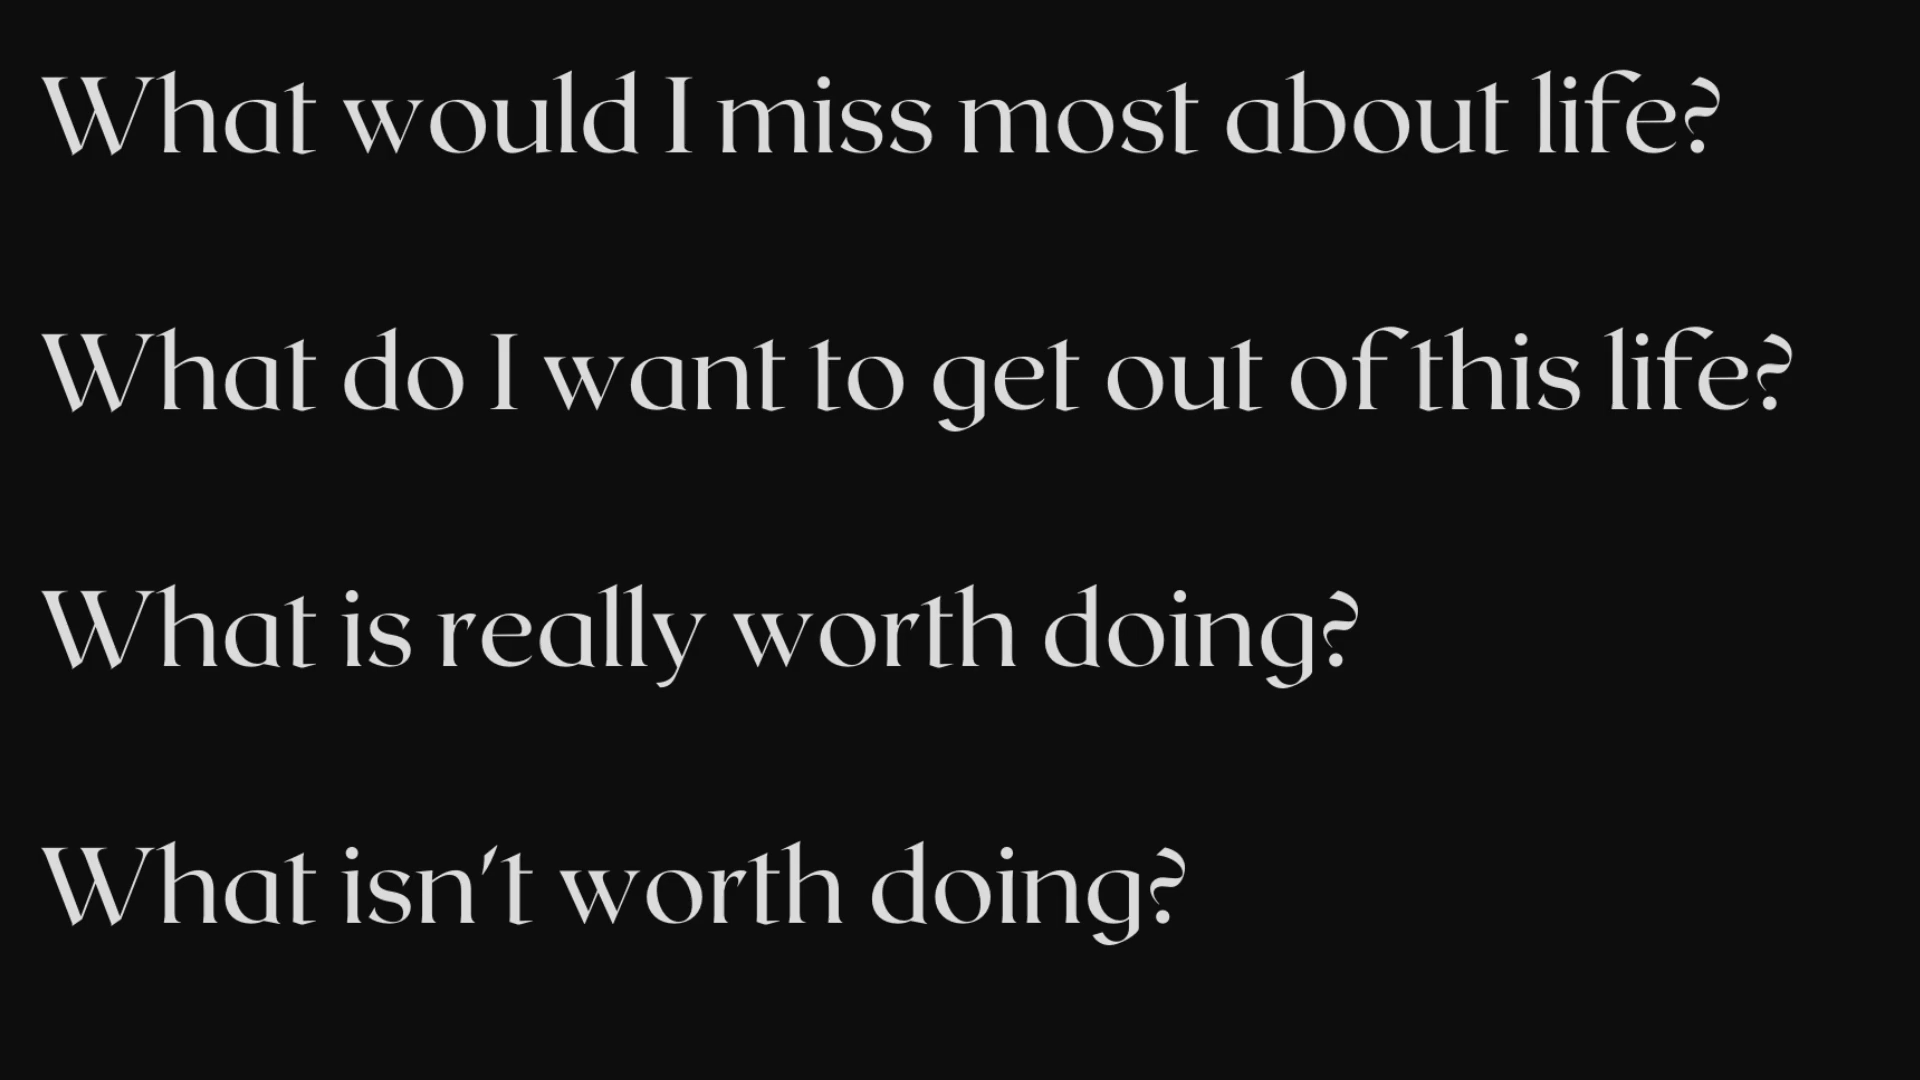 What would I miss most about life?
What do I want to get out of this life?
What is really worth doing?
What isn't worth doing?